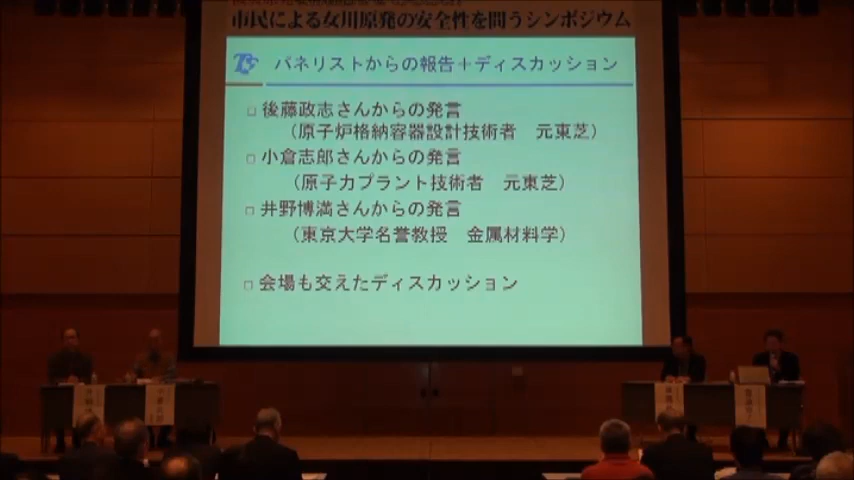 市民による女川原発の安全性を問うシンポジウム
パネリストからの報告+ディスカッション
□ 後藤政志さんからの発言
(原子炉格納容器設計技術者 元東芝)
□ 小倉志郎さんからの発言
(原子力プラント技術者 元東芝)
□ 井野博満さんからの発言
(東京大学名誉教授 金属材料学)
□ 会場も交えたディスカッション